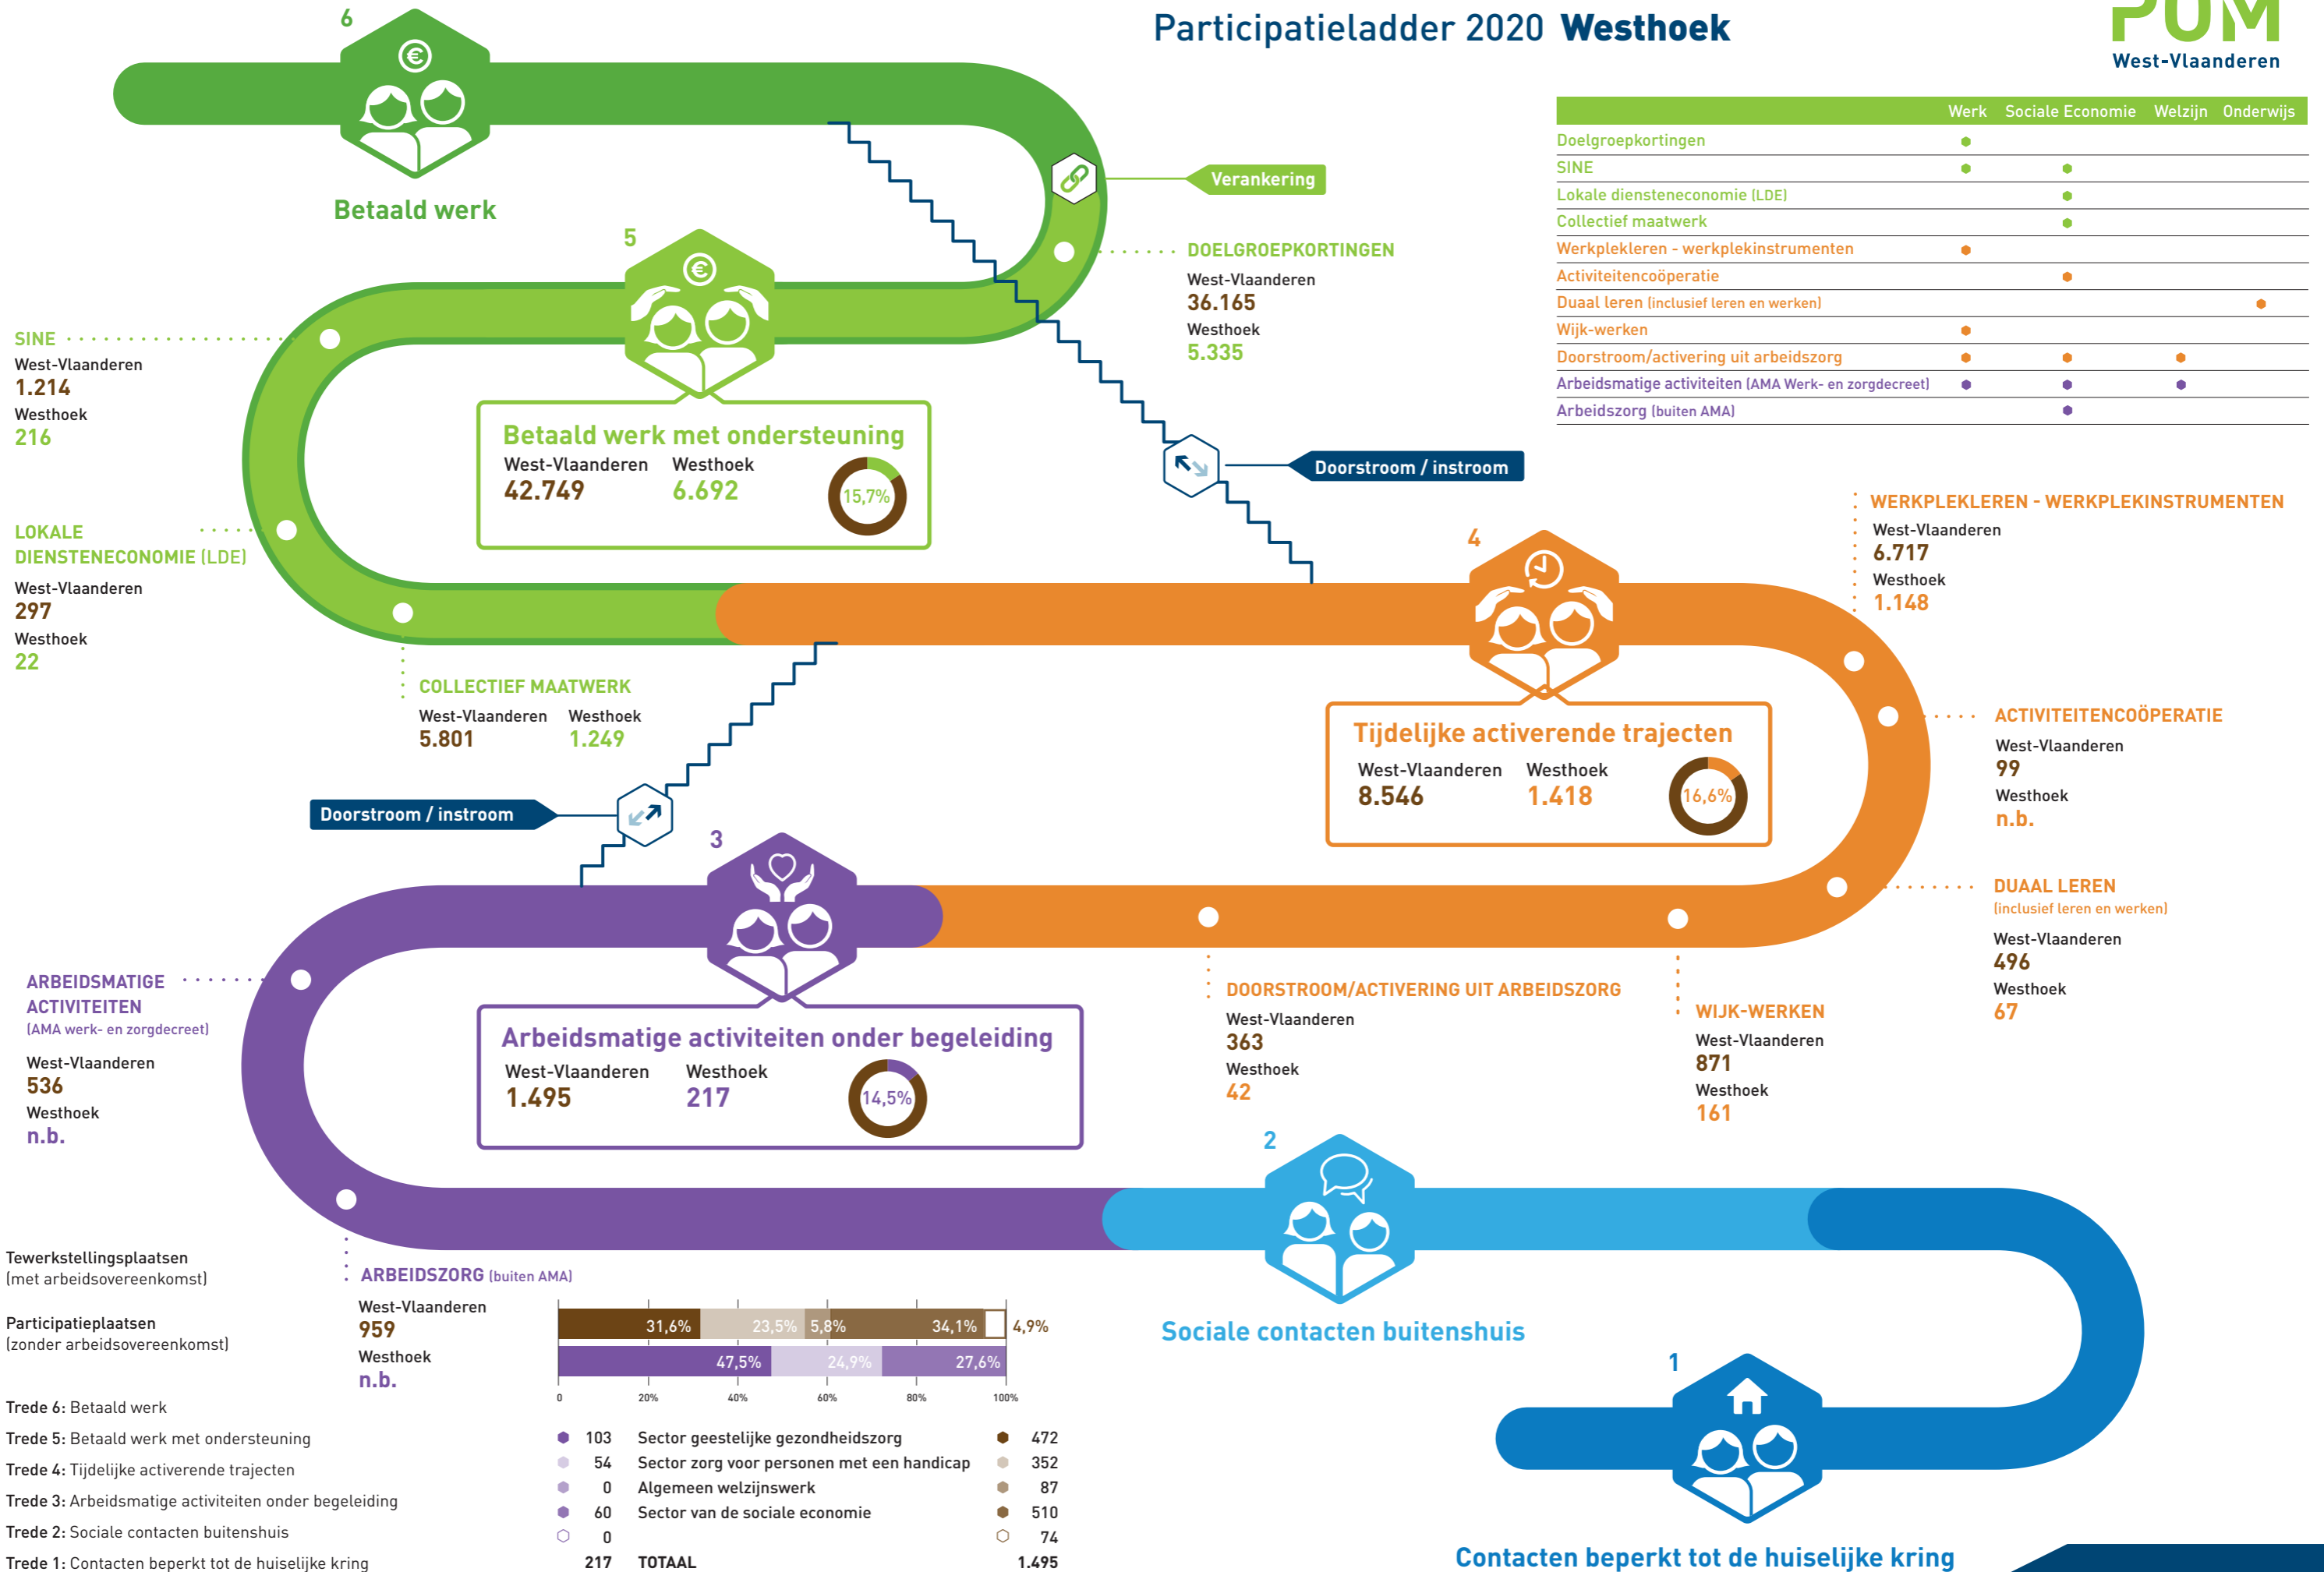 Participatieladder 2020 Westhoek
POM
West-Vlaanderen
Werk Sociale Economie Welzijn Onderwijs
Doelgroepkortingen
SINE
Lokale diensteneconomie (LDE)
Collectief maatwerk
Werkplekleren - werkplekinstrumenten
Activiteitencoöperatie
Duaal leren (inclusief leren en werken)
Wijk-werken
Doorstroom/activering uit arbeidszorg
Arbeidsmatige activiteiten (AMA Werk- en zorgdecreet)
Arbeidszorg (buiten AMA)
6
€
Betaald werk
Verankering
DOELGROEPKORTINGEN
West-Vlaanderen
36.165
Westhoek
5.335
5
€
Betaald werk met ondersteuning
West-Vlaanderen Westhoek
42.749 6.692
15,7%
SINE
West-Vlaanderen
1.214
Westhoek
216
LOKALE
DIENSTENECONOMIE (LDE)
West-Vlaanderen
297
Westhoek
22
COLLECTIEF MAATWERK
West-Vlaanderen Westhoek
5.801 1.249
Doorstroom / instroom
4
Tijdelijke activerende trajecten
West-Vlaanderen Westhoek
8.546 1.418
16,6%
WERKPLEKLEREN - WERKPLEKINSTRUMENTEN
West-Vlaanderen
6.717
Westhoek
1.148
ACTIVITEITENCOÖPERATIE
West-Vlaanderen
99
Westhoek
n.b.
DUAAL LEREN
(inclusief leren en werken)
West-Vlaanderen
496
Westhoek
67
WIJK-WERKEN
West-Vlaanderen
871
Westhoek
161
DOORSTROOM/ACTIVERING UIT ARBEIDSZORG
West-Vlaanderen
363
Westhoek
42
Doorstroom / instroom
3
Arbeidsmatige activiteiten onder begeleiding
West-Vlaanderen Westhoek
1.495 217
14,5%
ARBEIDSMATIGE
ACTIVITEITEN
(AMA werk- en zorgdecreet)
West-Vlaanderen
536
Westhoek
n.b.
ARBEIDSZORG (buiten AMA)
West-Vlaanderen
959
Westhoek
n.b.
31,6% 23,5% 5,8% 34,1% 4,9%
47,5% 24,9% 27,6%
0 20% 40% 60% 80% 100%
103 Sector geestelijke gezondheidszorg 472
54 Sector zorg voor personen met een handicap 352
0 Algemeen welzijnswerk 87
60 Sector van de sociale economie 510
0 74
217 TOTAAL 1.495
2
Sociale contacten buitenshuis
1
Contacten beperkt tot de huiselijke kring
Tewerkstellingsplaatsen
(met arbeidsovereenkomst)
Participatieplaatsen
(zonder arbeidsovereenkomst)
Trede 6: Betaald werk
Trede 5: Betaald werk met ondersteuning
Trede 4: Tijdelijke activerende trajecten
Trede 3: Arbeidsmatige activiteiten onder begeleiding
Trede 2: Sociale contacten buitenshuis
Trede 1: Contacten beperkt tot de huiselijke kring